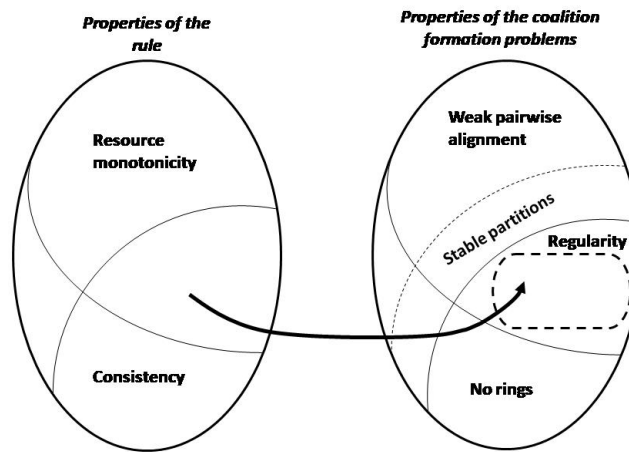 Properties of the
rule
Properties of the coalition
formation problems
Resource
monotonicity
Weak pairwise
alignment
Stable partitions
Regularity
Consistency
No rings